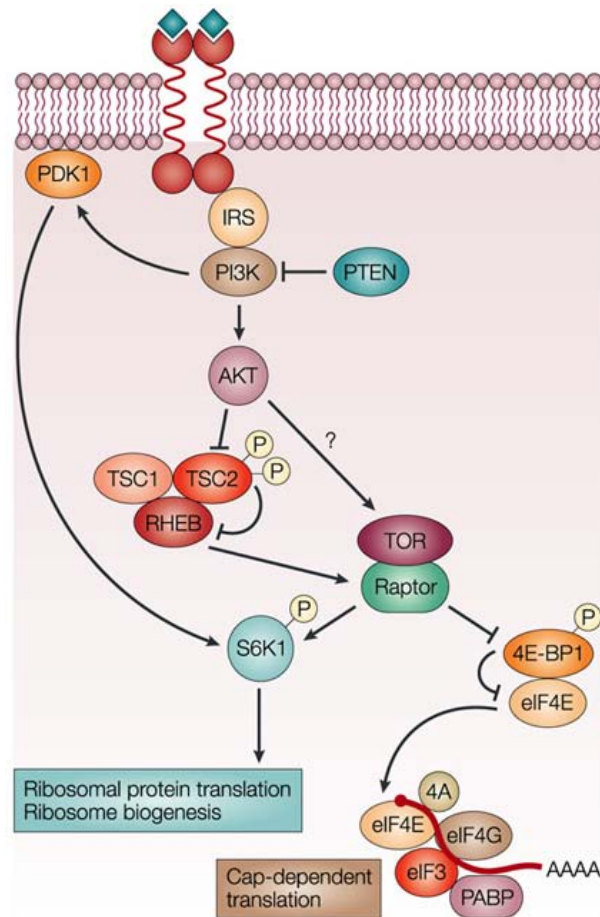 PDK1
IRS
PI3K
PTEN
AKT
?
P
P
TSC1
TSC2
RHEB
TOR
Raptor
P
S6K1
P
4E-BP1
eIF4E
Ribosomal protein translation
Ribosome biogenesis
4A
eIF4E
eIF4G
eIF3
AAAA
PABP
Cap-dependent
translation